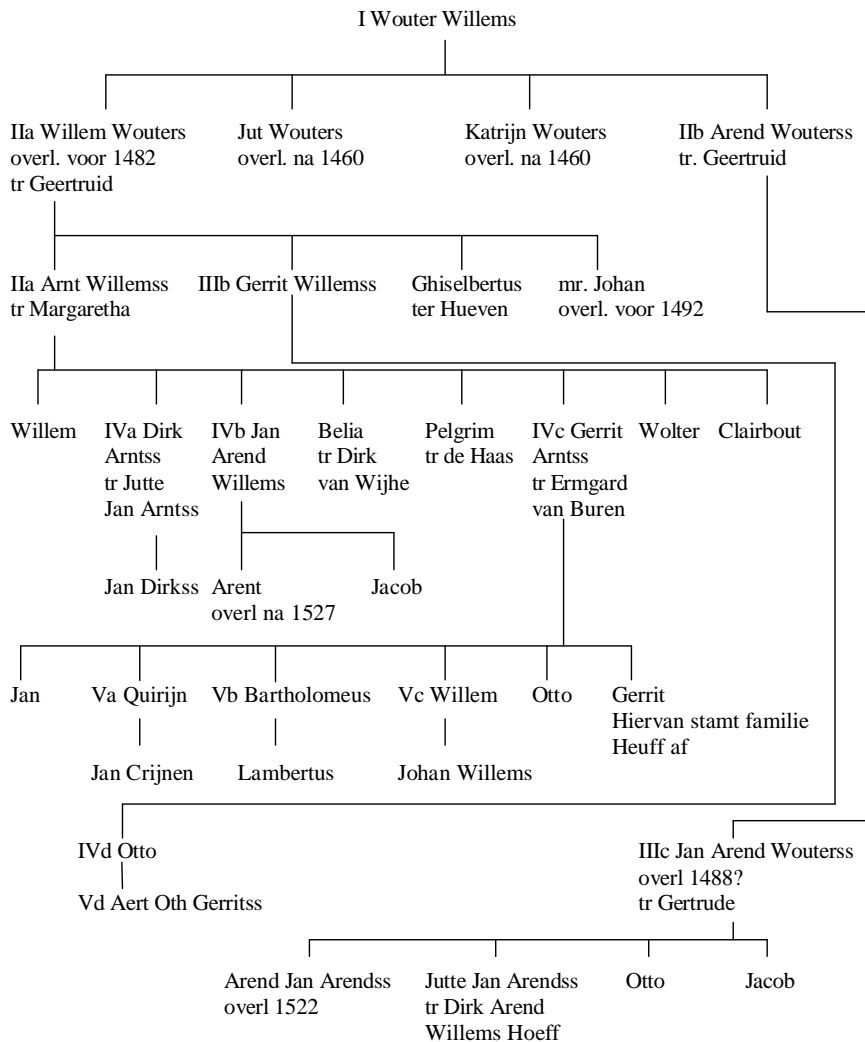 I Wouter Willems
IIa Willem Wouters
overl. voor 1482
tr Geertruid
Jut Wouters
overl. na 1460
Katrijn Wouters
overl. na 1460
IIb Arend Wouterss
tr. Geertruid
IIa Arnt Willemss
tr Margaretha
IIIb Gerrit Willemss
Ghiselbertus
ter Hueven
mr. Johan
overl. voor 1492
Willem
IVa Dirk
Arntss
tr Jutte
Jan Arntss
IVb Jan
Arend
Willems
Belia
tr Dirk
van Wijhe
Pelgrim
tr de Haas
IVc Gerrit
Arntss
tr Ermgard
van Buren
Wolter
Clairbout
Jan Dirkss
Arent
overl na 1527
Jacob
Jan
Va Quirijn
Vb Bartholomeus
Vc Willem
Otto
Gerrit
Hiervan stamt familie
Heuff af
Jan Crijnen
Lambertus
Johan Willems
IVd Otto
Vd Aert Oth Gerritss
IIIc Jan Arend Wouterss
overl 1488?
tr Gertrude
Arend Jan Arendss
overl 1522
Jutte Jan Arendss
tr Dirk Arend
Willems Hoeff
Otto
Jacob